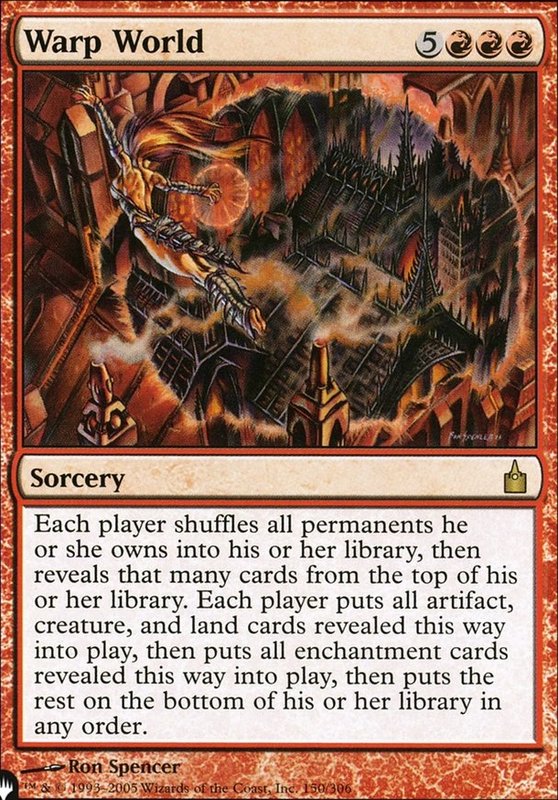 Warp World 5
RON SPENCER
Sorcery
Each player shuffles all permanents he
or she owns into his or her library, then
reveals that many cards from the top of his
or her library. Each player puts all artifact,
creature, and land cards revealed this way
into play, then puts all enchantment cards
revealed this way into play, then puts the
rest on the bottom of his or her library in
any order.
Ron Spencer
™ & © 1993–2005 Wizards of the Coast, Inc. 150/306